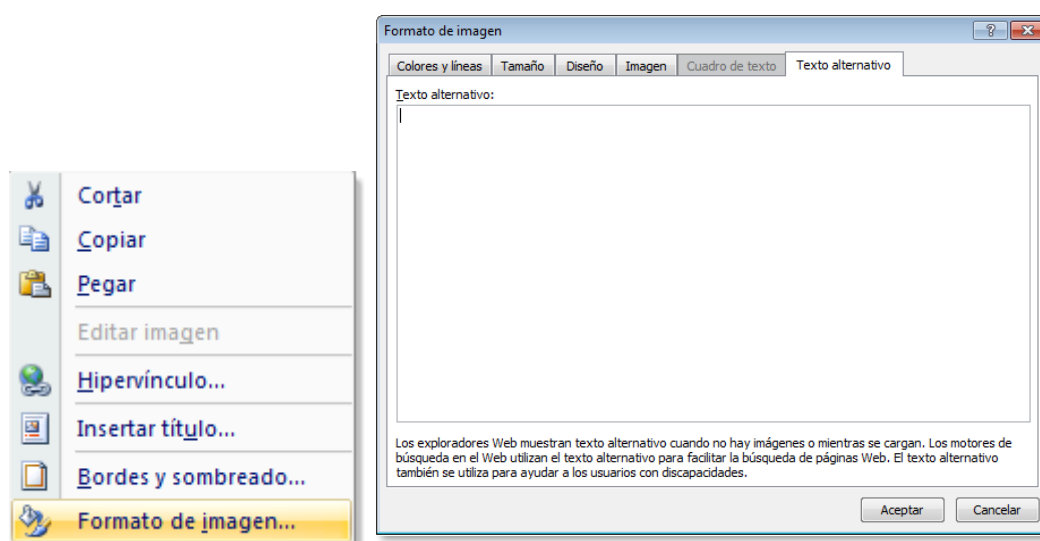 Cortar
Copiar
Pegar
Editar imagen
Hipervínculo...
Insertar título...
Bordes y sombreado...
Formato de imagen...
Formato de imagen
Colores y líneas Tamaño Diseño Imagen Cuadro de texto Texto alternativo
Texto alternativo:
Los exploradores Web muestran texto alternativo cuando no hay imágenes o mientras se cargan. Los motores de
búsqueda en el Web utilizan el texto alternativo para facilitar la búsqueda de páginas Web. El texto alternativo
también se utiliza para ayudar a los usuarios con discapacidades.
Aceptar Cancelar